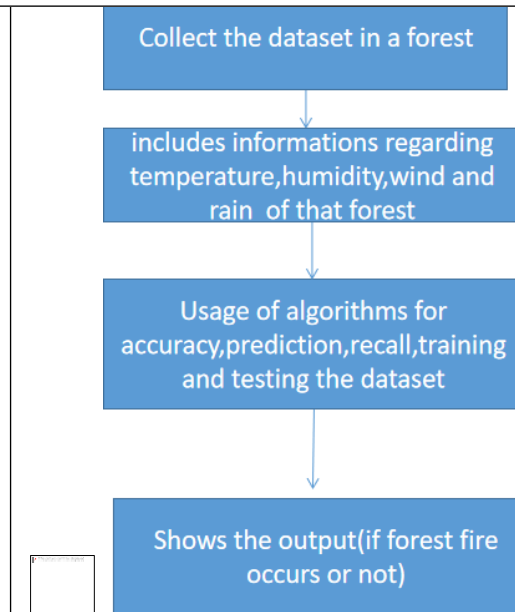 Collect the dataset in a forest
includes informations regarding
temperature,humidity,wind and
rain of that forest
Usage of algorithms for
accuracy,prediction,recall,training
and testing the dataset
Shows the output(if forest fire
occurs or not)